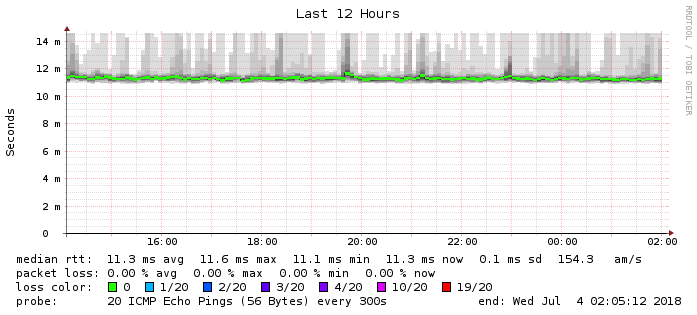 Last 12 Hours
RRDTOOL / TOBI OETIKER
Seconds
14 m
12 m
10 m
8 m
6 m
4 m
2 m
0
16:00 18:00 20:00 22:00 00:00 02:00
median rtt: 11.3 ms avg 11.6 ms max 11.1 ms min 11.3 ms now 0.1 ms sd 154.3 am/s
packet loss: 0.00 % avg 0.00 % max 0.00 % min 0.00 % now
loss color: 0 1/20 2/20 3/20 4/20 10/20 19/20
probe: 20 ICMP Echo Pings (56 Bytes) every 300s end: Wed Jul 4 02:05:12 2018